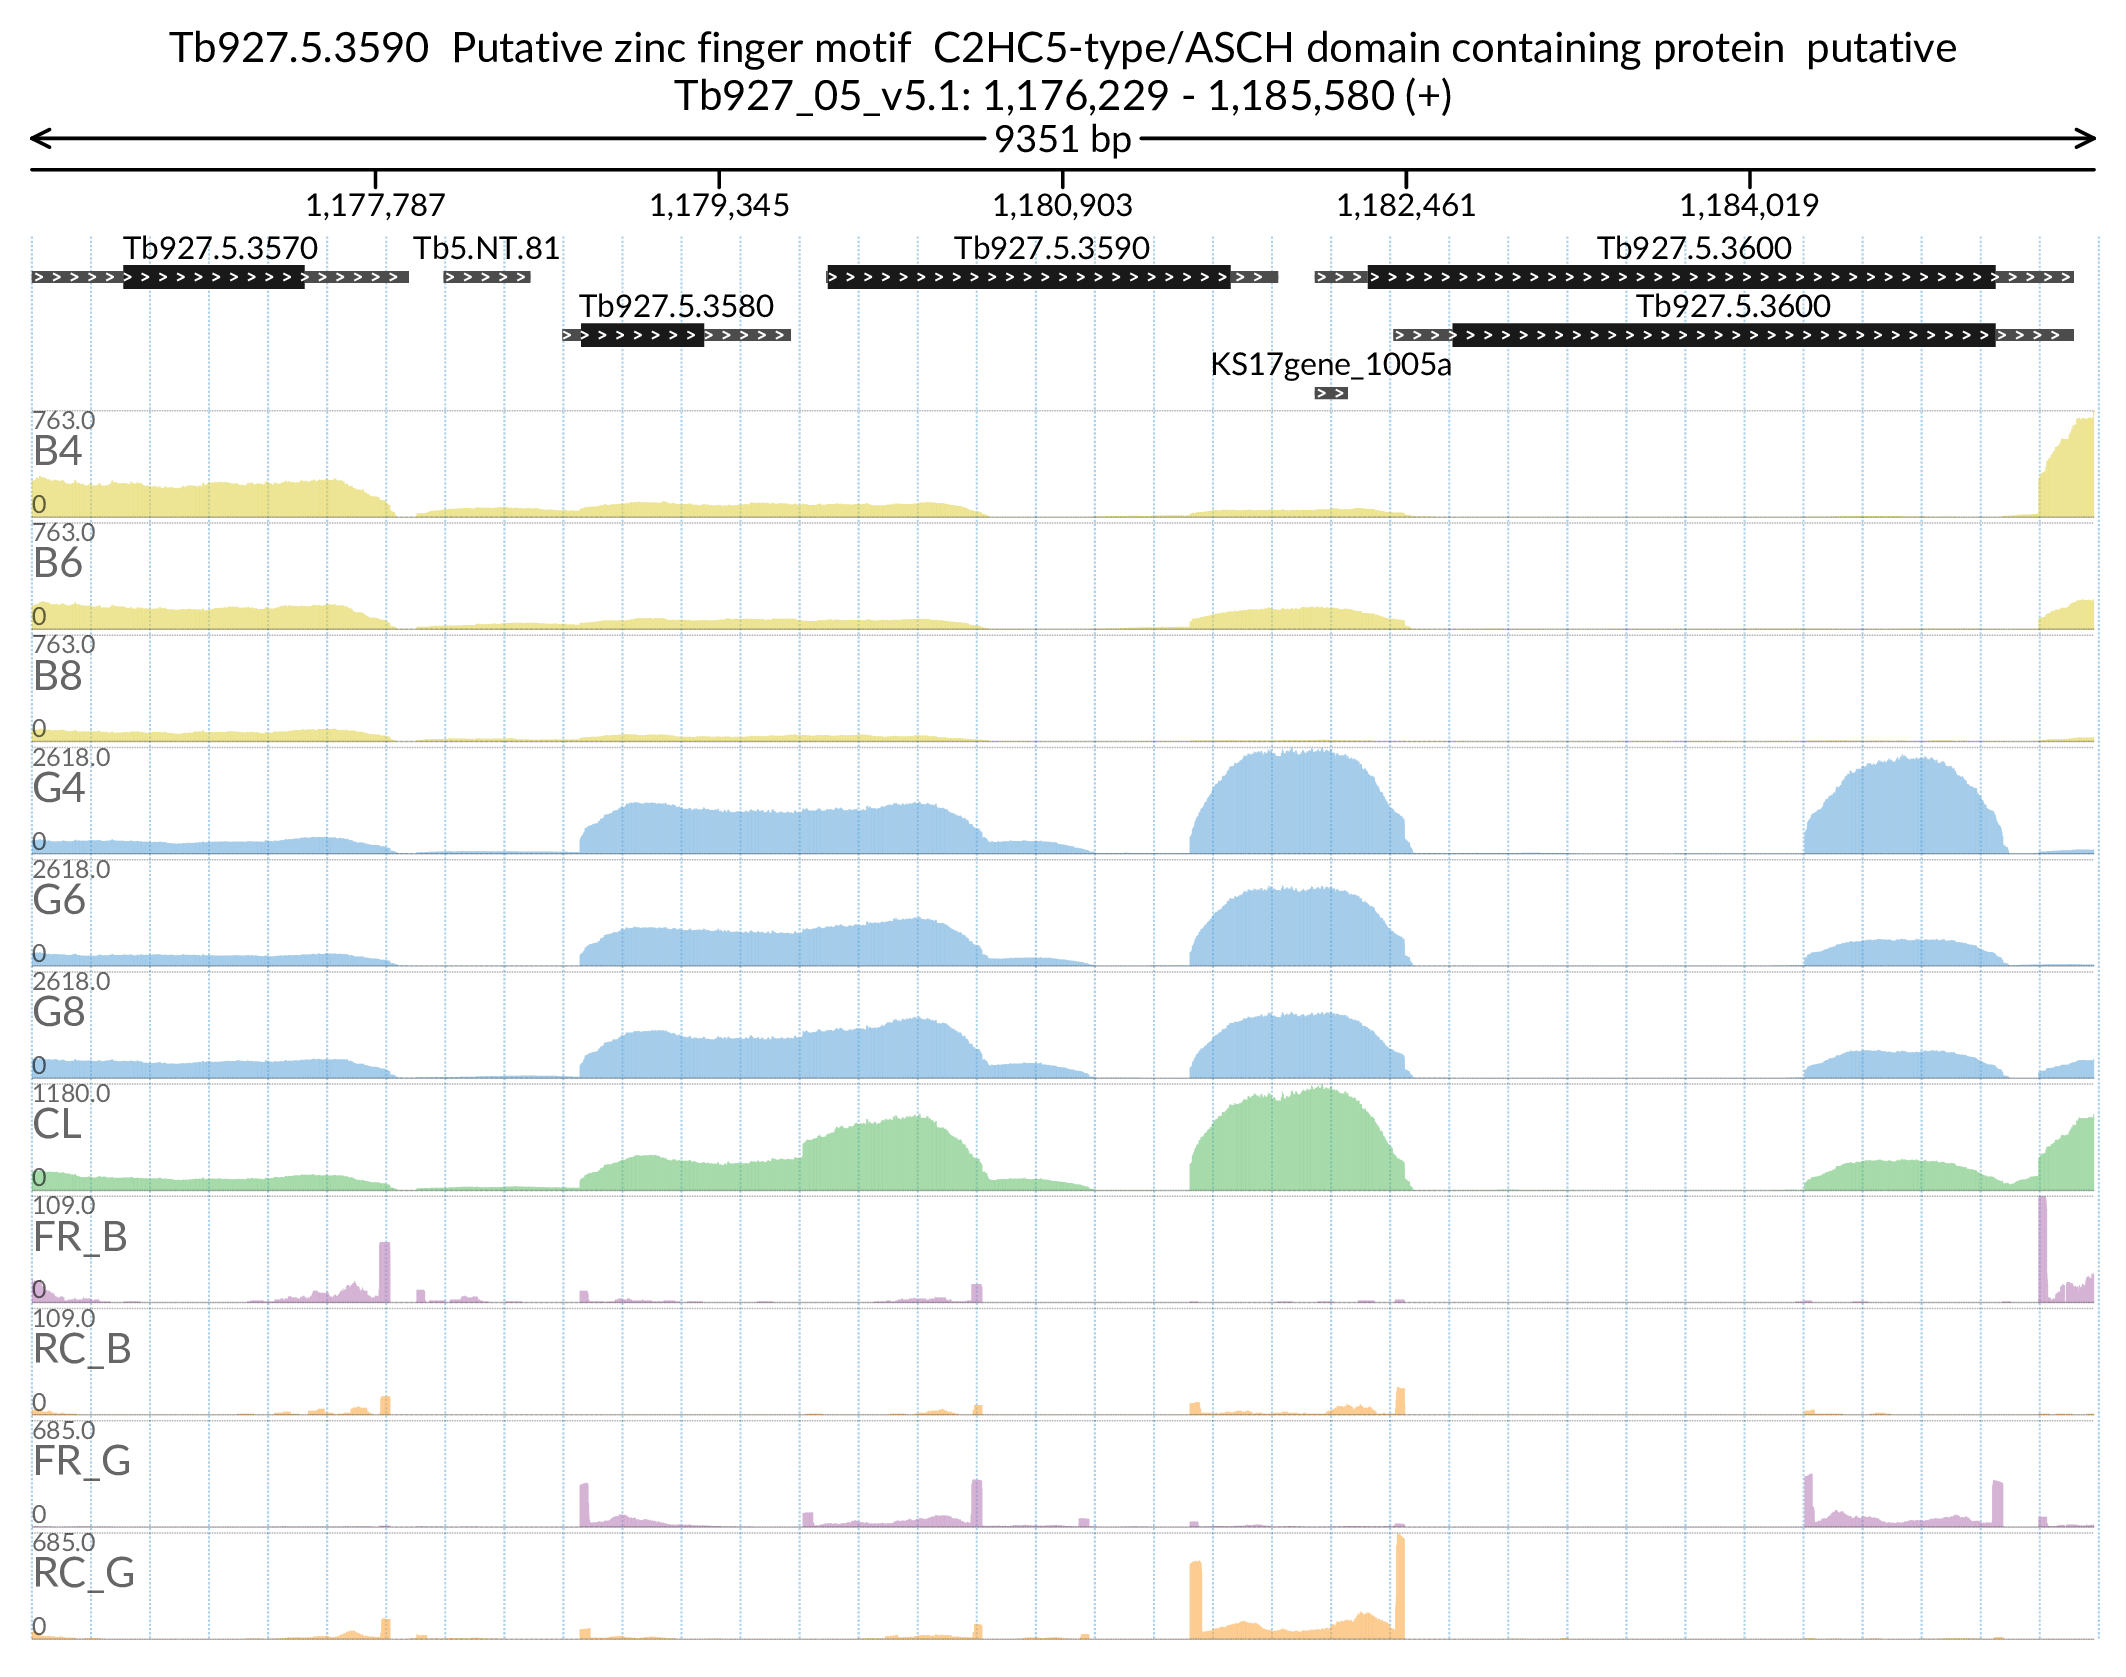 Tb927.5.3590  Putative zinc finger motif  C2HC5-type/ASCH domain containing protein  putative
Tb927_05_v5.1: 1,176,229 - 1,185,580 (+)
9351 bp
1,177,787 1,179,345 1,180,903 1,182,461 1,184,019
Tb927.5.3570 Tb5.NT.81 Tb927.5.3590 Tb927.5.3600
Tb927.5.3580 Tb927.5.3600
KS17gene_1005a
763.0
B4
0
763.0
B6
0
763.0
B8
0
2618.0
G4
0
2618.0
G6
0
2618.0
G8
0
1180.0
CL
0
109.0
FR_B
0
109.0
RC_B
0
685.0
FR_G
0
685.0
RC_G
0